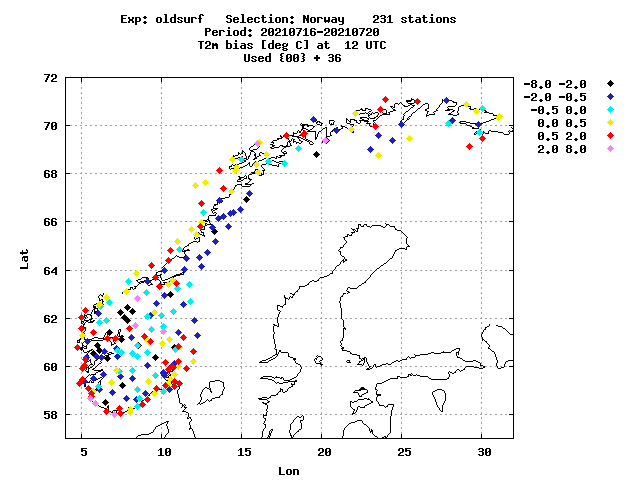 Exp: oldsurf   Selection: Norway    231 stations
Period: 20210716-20210720
T2m bias [deg C] at  12 UTC
Used {00} + 36
-8.0 -2.0
-2.0 -0.5
-0.5 0.0
0.0 0.5
0.5 2.0
2.0 8.0
72
70
68
66
64
62
60
58
Lat
5 10 15 20 25 30
Lon